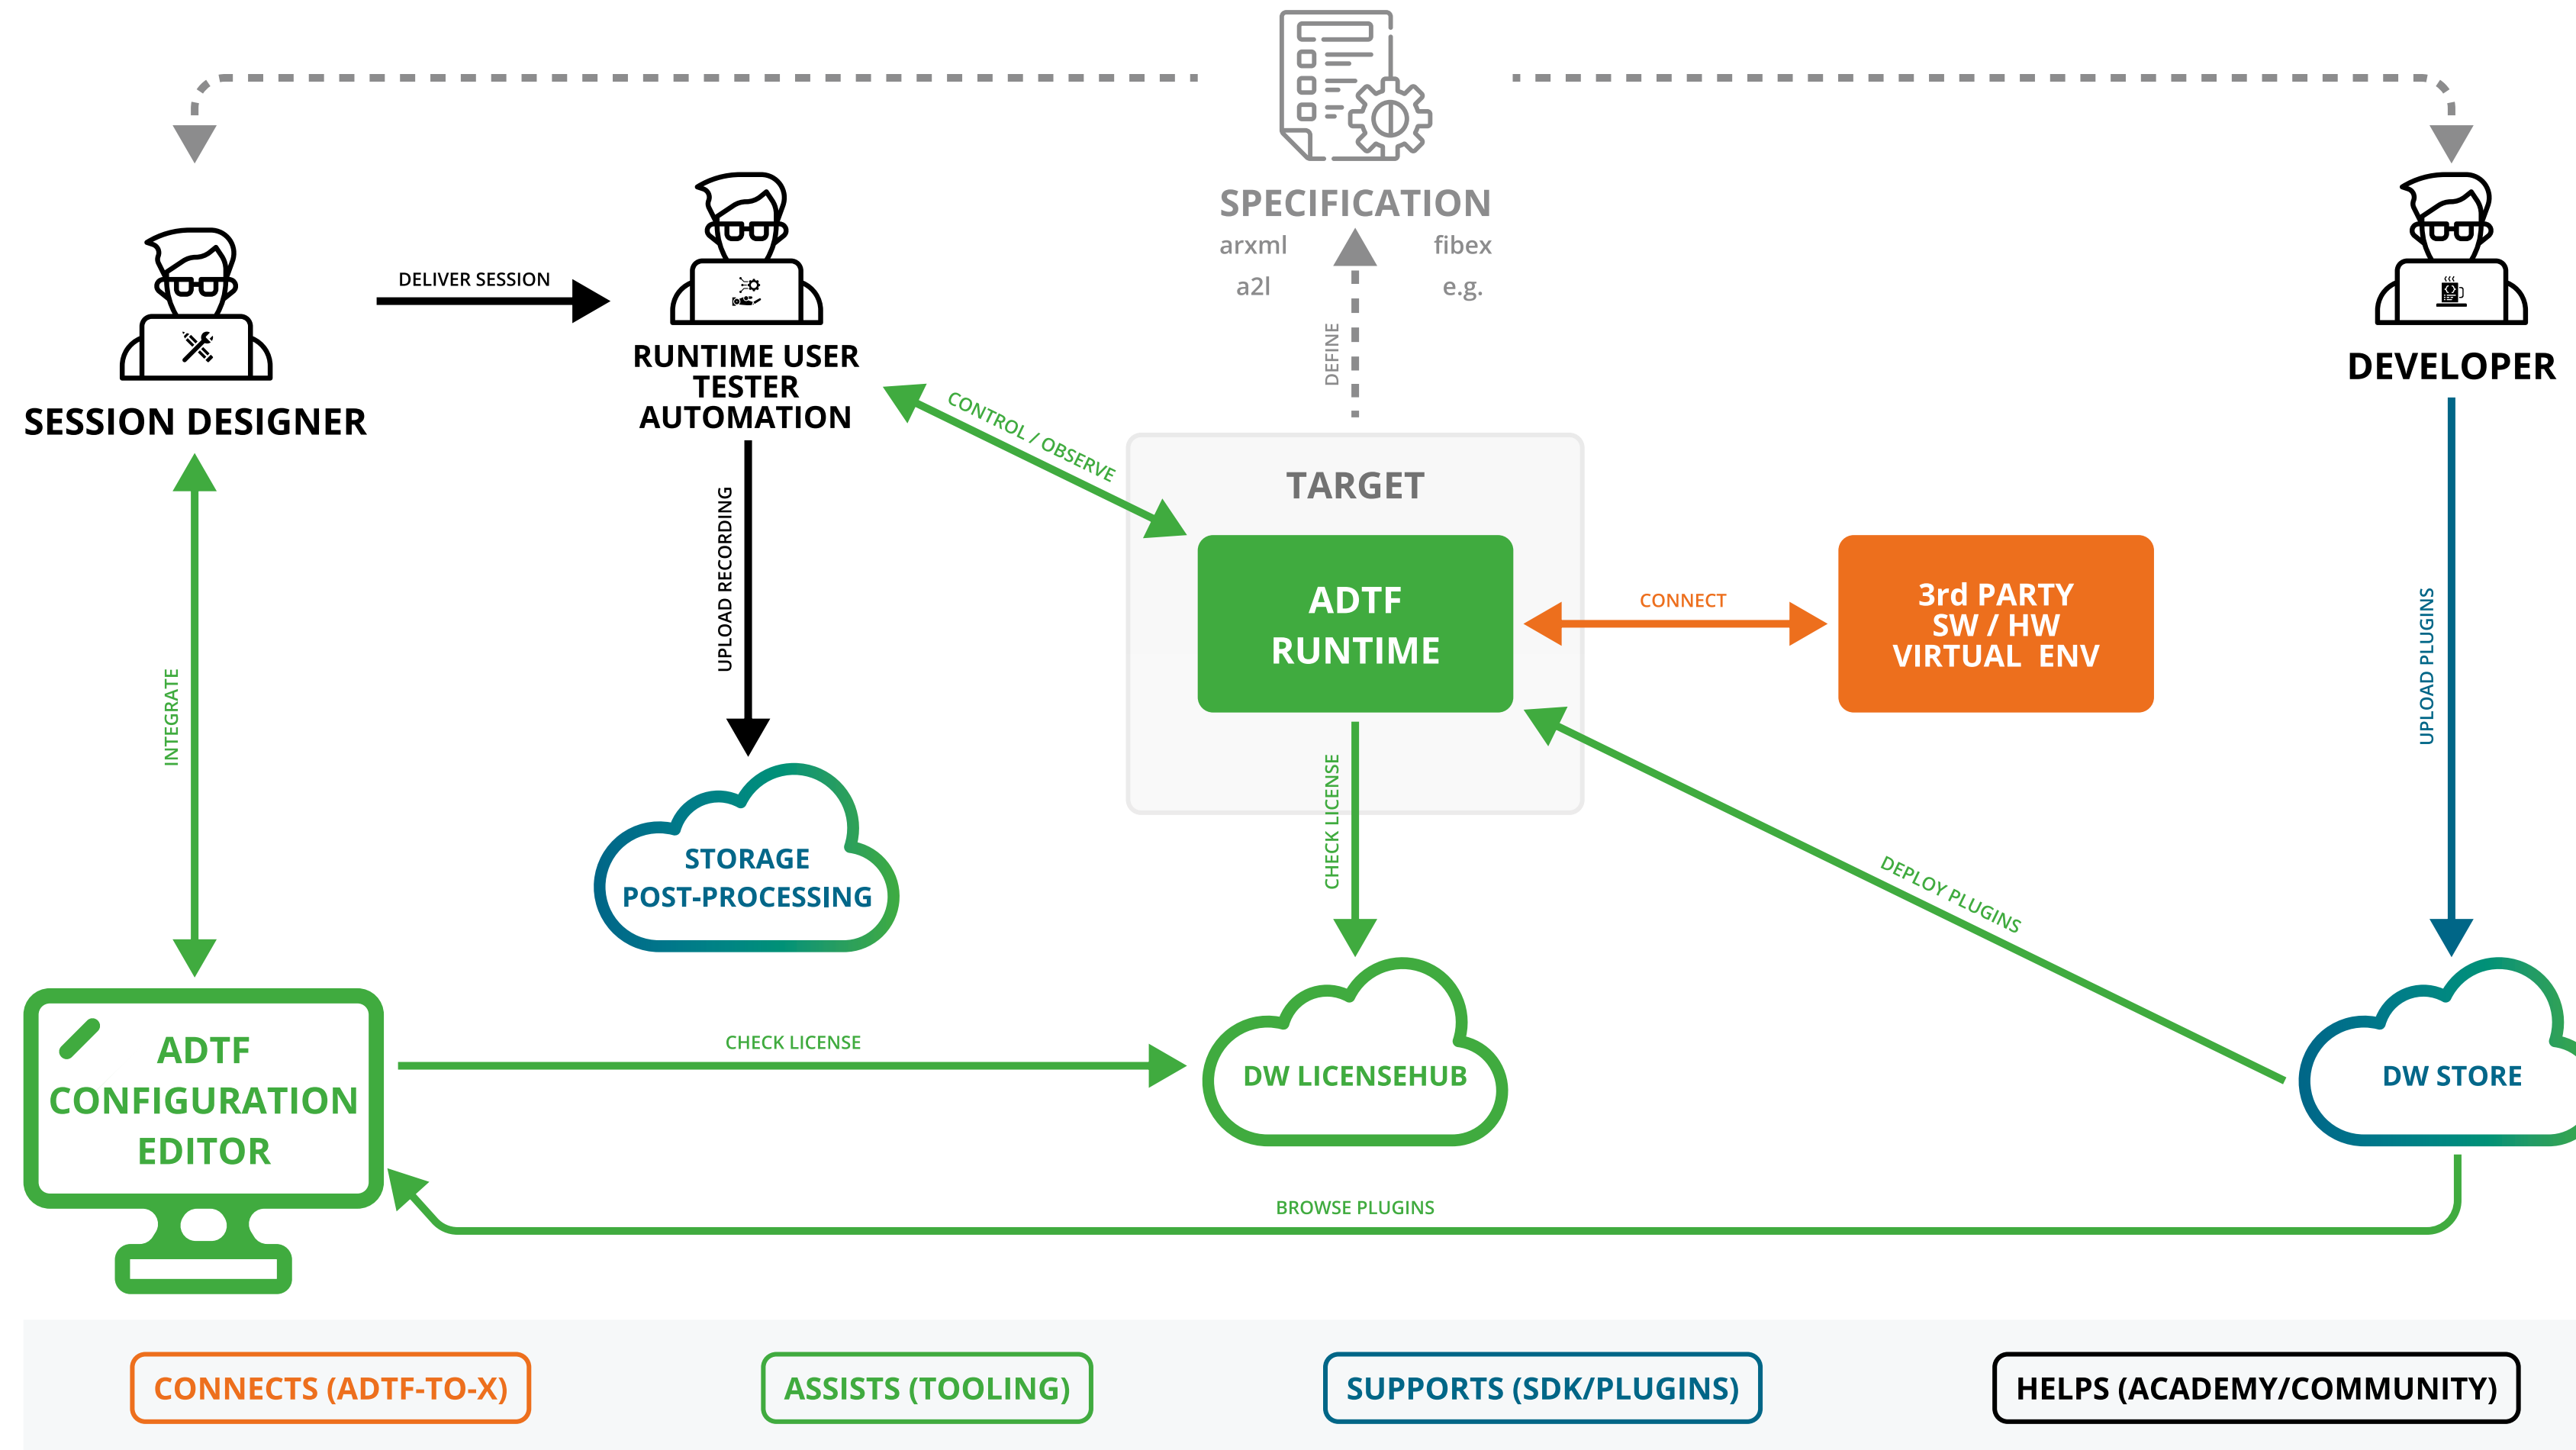 SPECIFICATION
arxml
fibex
a2l
e.g.
DEFINE
SESSION DESIGNER
DELIVER SESSION
RUNTIME USER
TESTER
AUTOMATION
DEVELOPER
CONTROL / OBSERVE
UPLOAD RECORDING
INTEGRATE
TARGET
ADTF
RUNTIME
CONNECT
3rd PARTY
SW / HW
VIRTUAL ENV
UPLOAD PLUGINS
CHECK LICENSE
DEPLOY PLUGINS
STORAGE
POST-PROCESSING
ADTF
CONFIGURATION
EDITOR
CHECK LICENSE
DW LICENSEHUB
DW STORE
BROWSE PLUGINS
CONNECTS (ADTF-TO-X)
ASSISTS (TOOLING)
SUPPORTS (SDK/PLUGINS)
HELPS (ACADEMY/COMMUNITY)